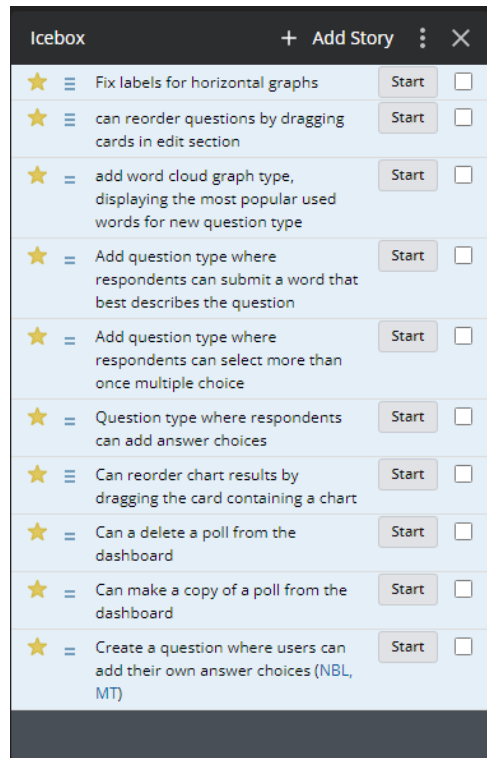 Icebox + Add Story
Fix labels for horizontal graphs Start
can reorder questions by dragging Start
cards in edit section
add word cloud graph type, Start
displaying the most popular used
words for new question type
Add question type where Start
respondents can submit a word that
best describes the question
Add question type where Start
respondents can select more than
once multiple choice
Question type where respondents Start
can add answer choices
Can reorder chart results by Start
dragging the card containing a chart
Can a delete a poll from the Start
dashboard
Can make a copy of a poll from the Start
dashboard
Create a question where users can Start
add their own answer choices (NBL,
MT)